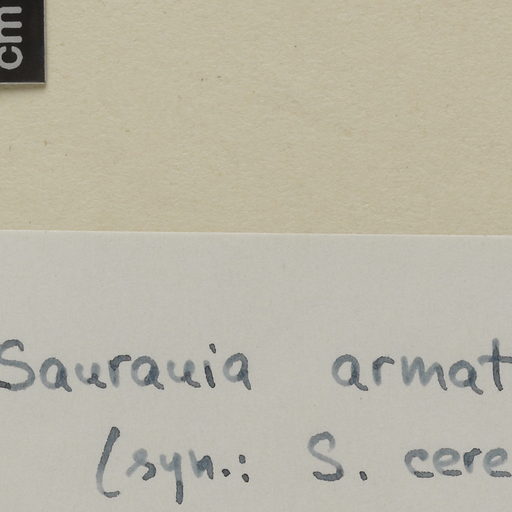 cm
Saurauia armat
(syn.: S. cere